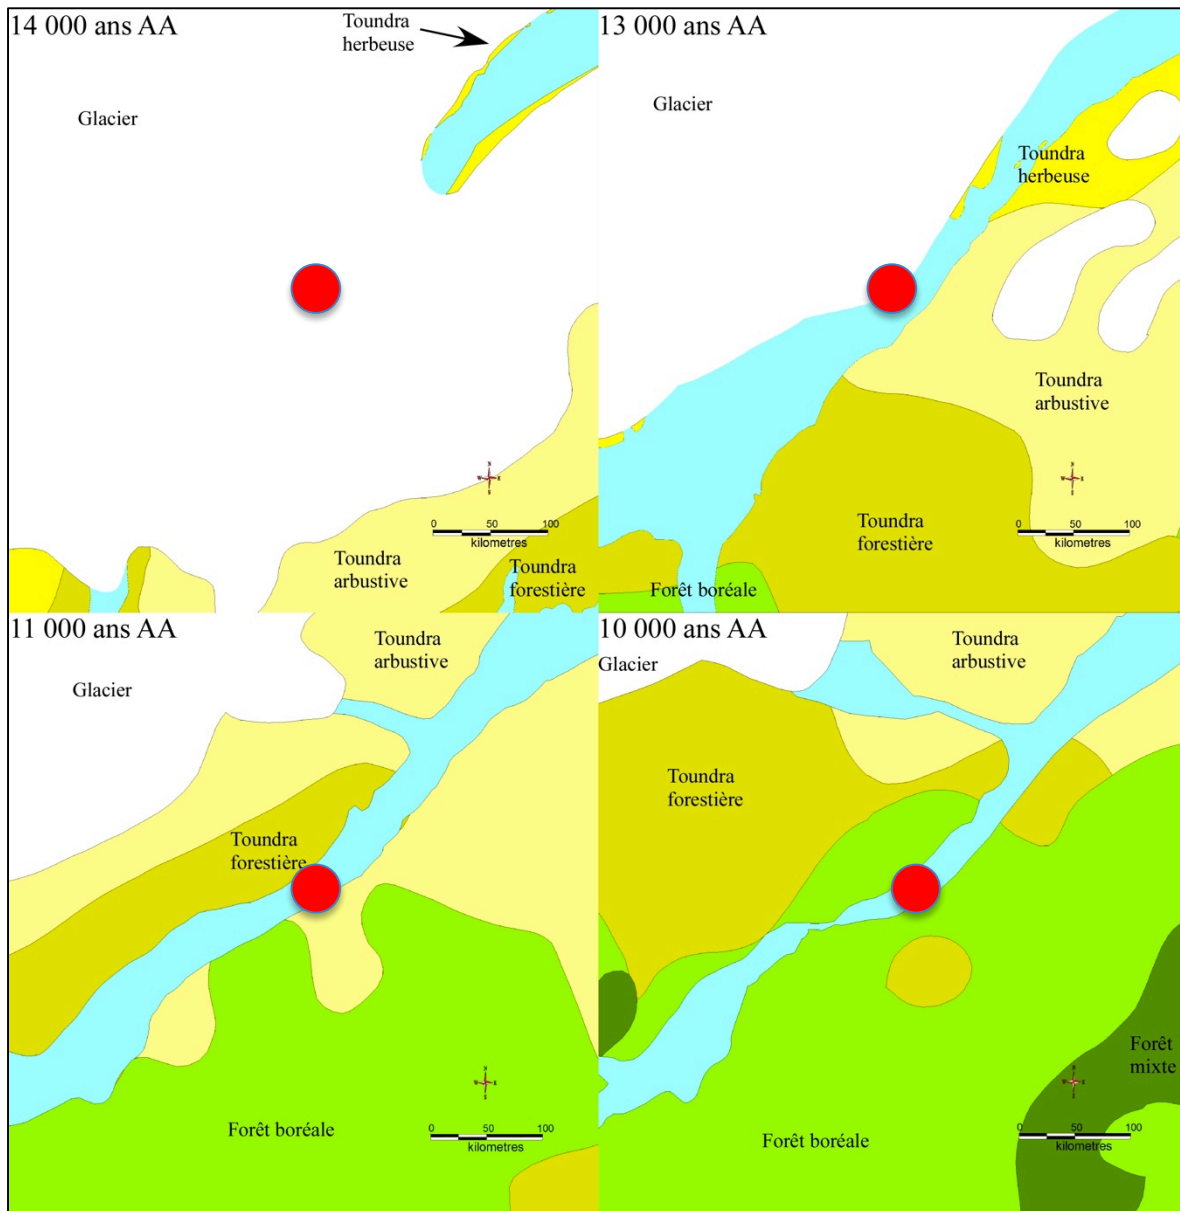 14 000 ans AA
Toundra
herbeuse
Glacier
N
W E
S
0 50 100
kilometres
Toundra
arbustive
Toundra
forestière
13 000 ans AA
Glacier
Toundra
herbeuse
Toundra
arbustive
N
W E
S
0 50 100
kilometres
Toundra
forestière
Forêt boréale
11 000 ans AA
Toundra
arbustive
Glacier
Toundra
forestière
N
W E
S
0 50 100
kilometres
Forêt boréale
10 000 ans AA
Glacier
Toundra
arbustive
Toundra
forestière
Forêt
mixte
N
W E
S
0 50 100
kilometres
Forêt boréale